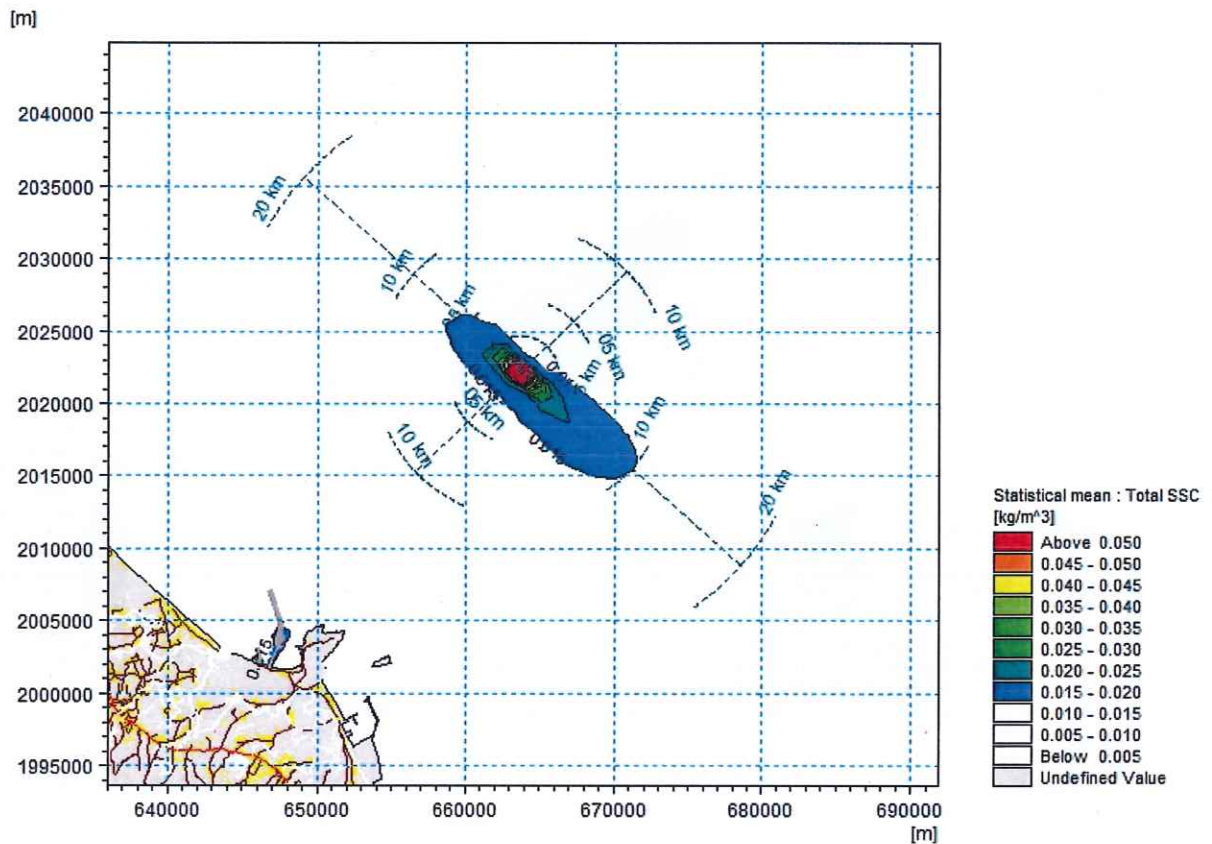 [m]
2040000
2035000
2030000
2025000
2020000
2015000
2010000
2005000
2000000
1995000
640000 650000 660000 670000 680000 690000
[m]
20 km
10 km
10 km
05 km
km
05 km
10 km
10 km
20 km
Statistical mean : Total SSC
[kg/m^3]
Above 0.050
0.045 - 0.050
0.040 - 0.045
0.035 - 0.040
0.030 - 0.035
0.025 - 0.030
0.020 - 0.025
0.015 - 0.020
0.010 - 0.015
0.005 - 0.010
Below 0.005
Undefined Value